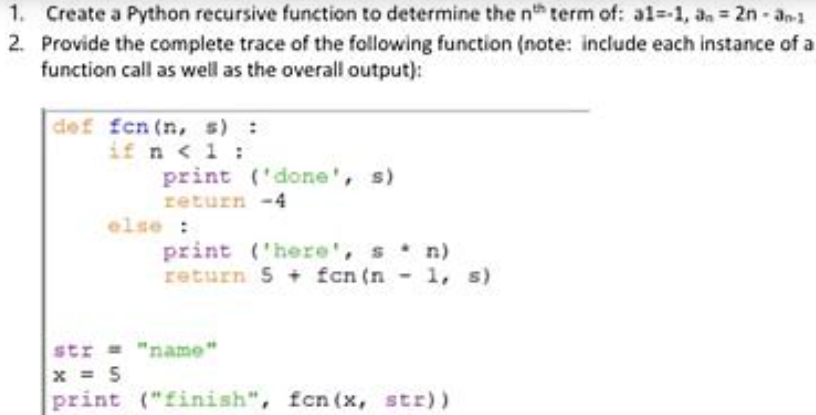 1. Create a Python recursive function to determine the nth term of: a1=-1, an = 2n - an-1
2. Provide the complete trace of the following function (note: include each instance of a
function call as well as the overall output):
def fcn(n, s) :
if n < 1 :
print ('done', s)
return -4
else :
print ('here', s * n)
return 5 + fcn(n - 1, s)
str = "name"
x = 5
print ("finish", fcn(x, str))